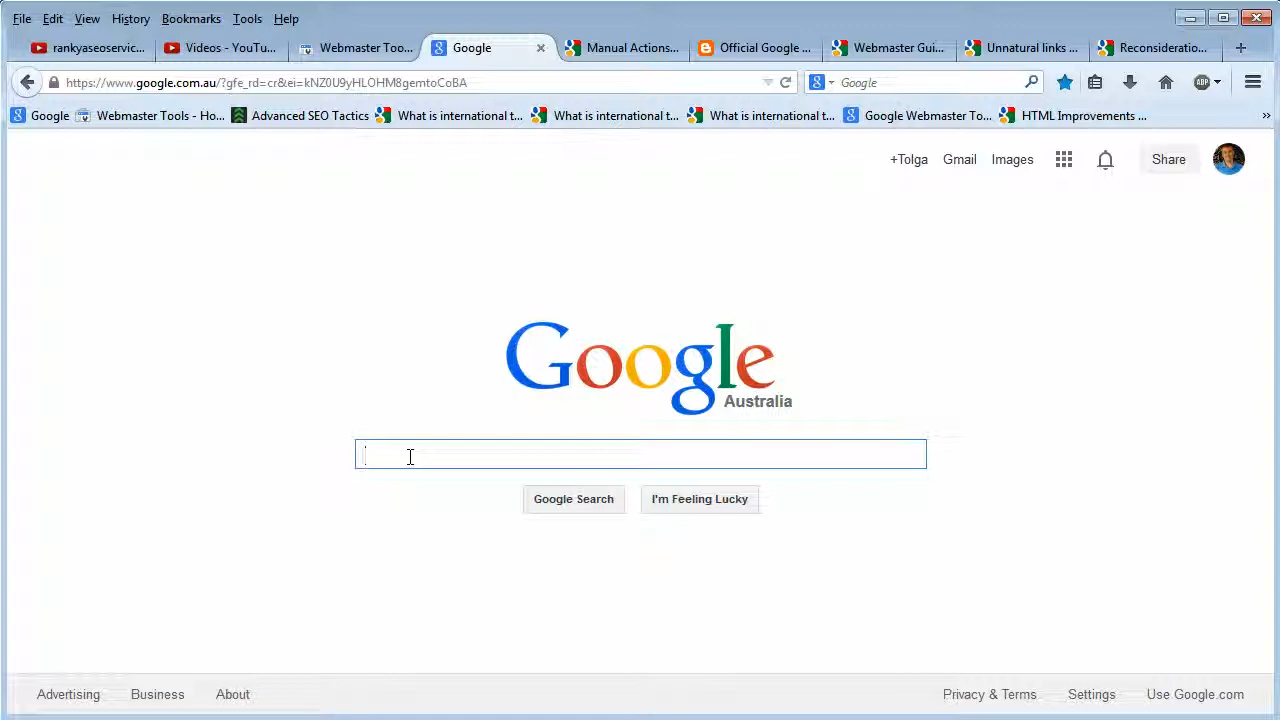 File Edit View History Bookmarks Tools Help
rankyaseoservic... Videos - YouTu... Webmaster Too... Google Manual Actions... Official Google ... Webmaster Gui... Unnatural links ... Reconsideratio...
https://www.google.com.au/?gfe_rd=cr&ei=kNZ0U9yHLOHM8gemtoCoBA Google ABP
Google Webmaster Tools - Ho... Advanced SEO Tactics What is international t... What is international t... What is international t... Google Webmaster To... HTML Improvements ...
+Tolga Gmail Images Share
Google
Australia
Google Search I'm Feeling Lucky
Advertising Business About Privacy & Terms Settings Use Google.com